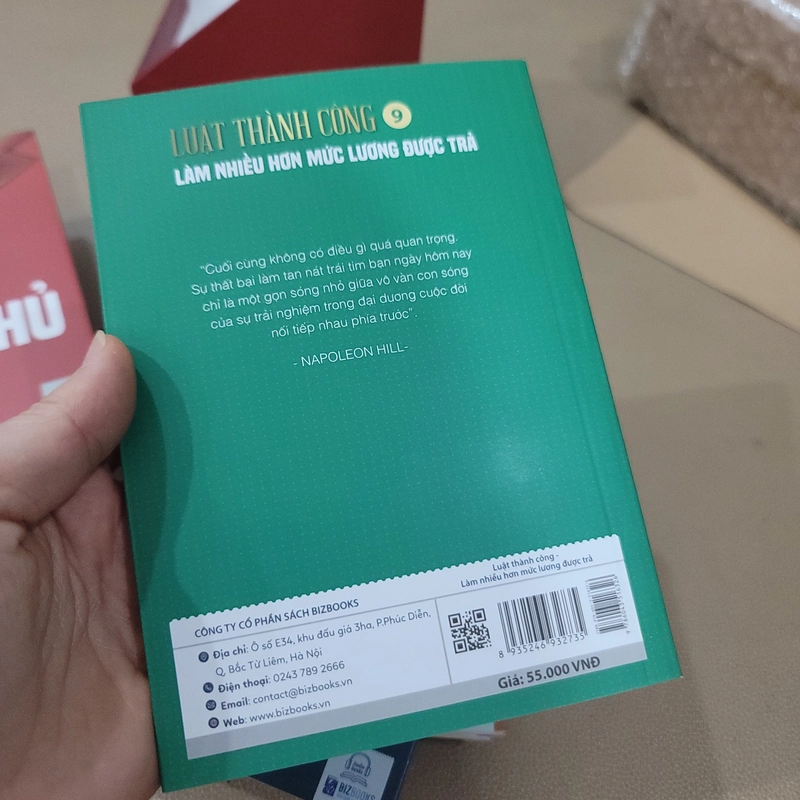 LUẬT THÀNH CÔNG 9
LÀM NHIỀU HƠN MỨC LƯƠNG ĐƯỢC TRẢ
"Cuối cùng không có điều gì quá quan trọng.
Sự thất bại làm tan nát trái tim bạn ngày hôm nay
chỉ là một gọn sóng nhỏ giữa vô vàn con sóng
của sự trải nghiệm trong đại dương cuộc đời
nối tiếp nhau phía trước".
- NAPOLEON HILL-
HỦ
CÔNG TY CỔ PHẦN SÁCH BIZBOOKS
Địa chỉ: Ô số E34, khu đấu giá 3ha, P.Phúc Diễn,
Q. Bắc Từ Liêm, Hà Nội
Điện thoại: 0243 789 2666
Email: contact@bizbooks.vn
Web: www.bizbooks.vn
Luật thành công -
Làm nhiều hơn mức lương được trả
8 935246 932735
Giá: 55.000 VNĐ
BIZBOOKS